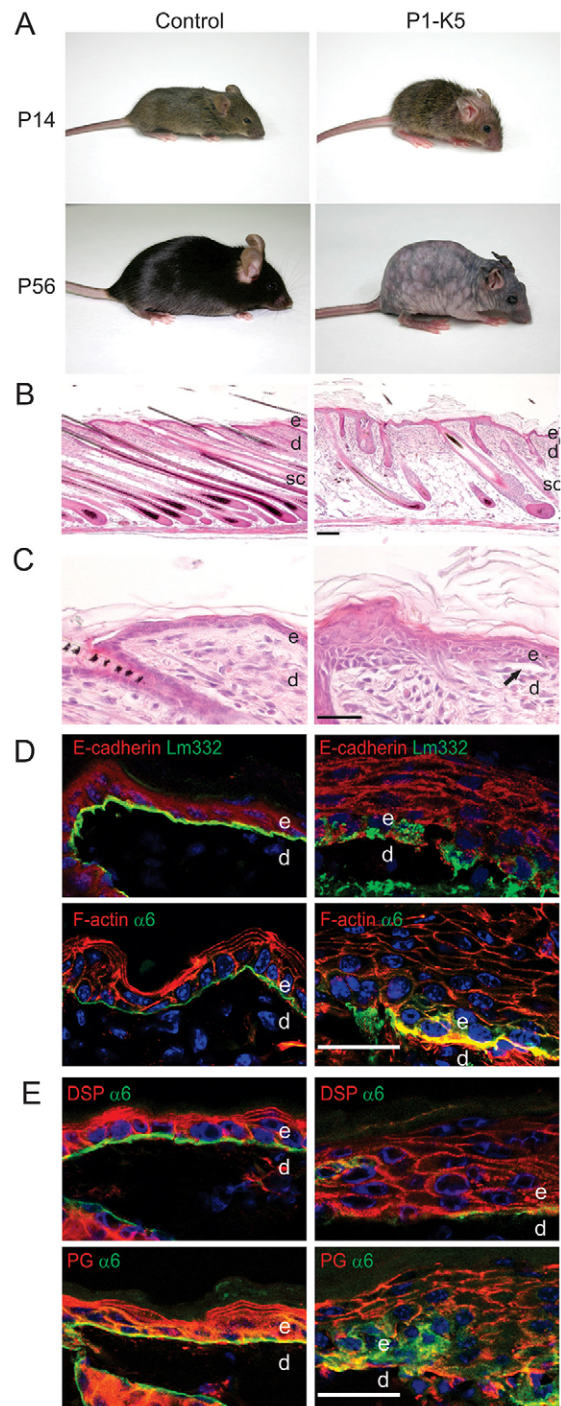 A
Control
P1-K5
P14
P56
B
e
d
sc
e
d
sc
C
e
d
e
d
D
E-cadherin Lm332
e
d
E-cadherin Lm332
e
d
F-actin α6
e
d
F-actin α6
e
d
E
DSP α6
e
d
DSP α6
e
d
PG α6
e
d
PG α6
e
d